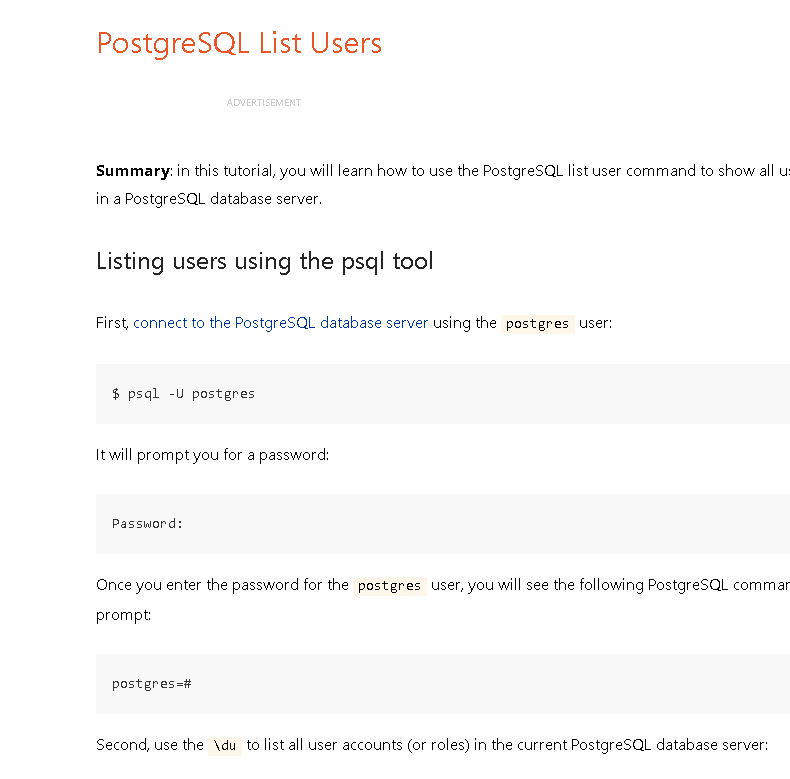 PostgreSQL List Users
ADVERTISEMENT
Summary: in this tutorial, you will learn how to use the PostgreSQL list user command to show all
in a PostgreSQL database server.
Listing users using the psql tool
First, connect to the PostgreSQL database server using the postgres user:
$ psql -U postgres
It will prompt you for a password:
Password:
Once you enter the password for the postgres user, you will see the following PostgreSQL
prompt:
postgres=#
Second, use the \du to list all user accounts (or roles) in the current PostgreSQL database server: